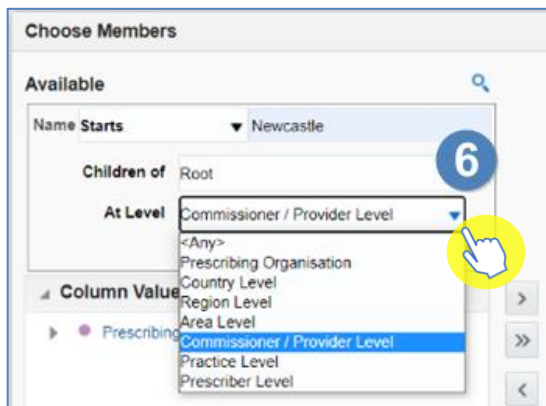 Choose Members
Available
Name Starts Newcastle
Children of Root
6
At Level Commissioner / Provider Level
<Any>
Prescribing Organisation
Country Level
Region Level
Area Level
Column Value
Prescribing
Commissioner / Provider Level
Practice Level
Prescriber Level